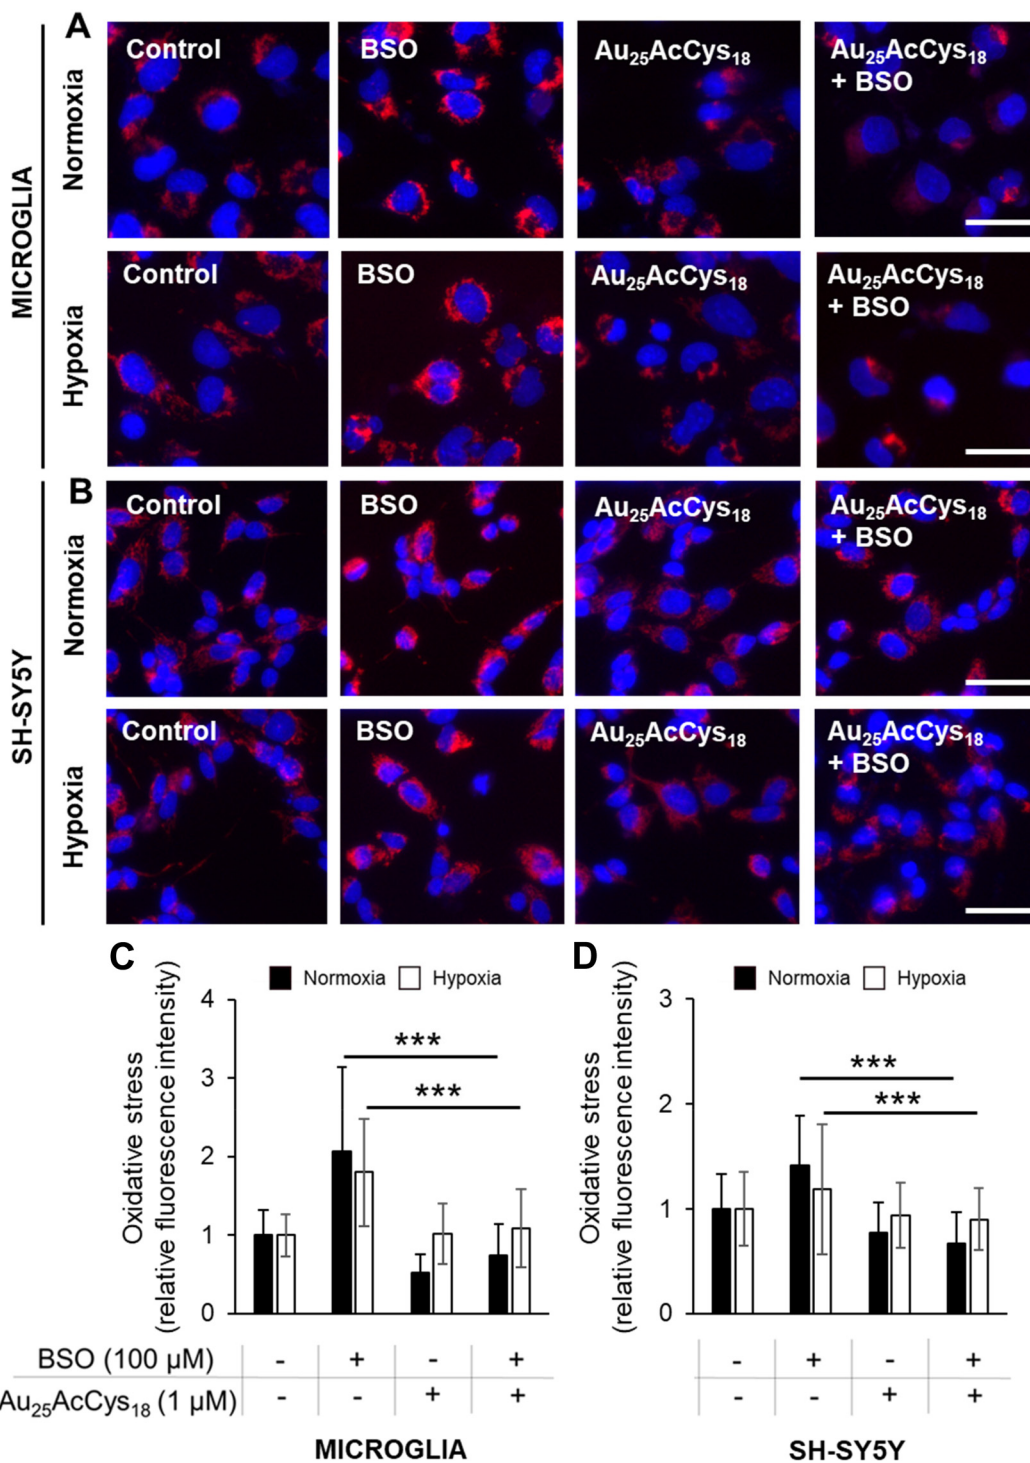 A
MICROGLIA
Normoxia
Control
BSO
Au₂₅AcCys₁₈
Au₂₅AcCys₁₈
+ BSO
Hypoxia
Control
BSO
Au₂₅AcCys₁₈
Au₂₅AcCys₁₈
+ BSO
B
SH-SY5Y
Normoxia
Control
BSO
Au₂₅AcCys₁₈
Au₂₅AcCys₁₈
+ BSO
Hypoxia
Control
BSO
Au₂₅AcCys₁₈
Au₂₅AcCys₁₈
+ BSO
C
Normoxia Hypoxia
Oxidative stress
(relative fluorescence intensity)
4
3
2
1
0
***
***
D
Normoxia Hypoxia
Oxidative stress
(relative fluorescence intensity)
3
2
1
0
***
***
BSO (100 μM) - + - + - + - +
Au₂₅AcCys₁₈ (1 μM) - - + + - - + +
MICROGLIA
SH-SY5Y